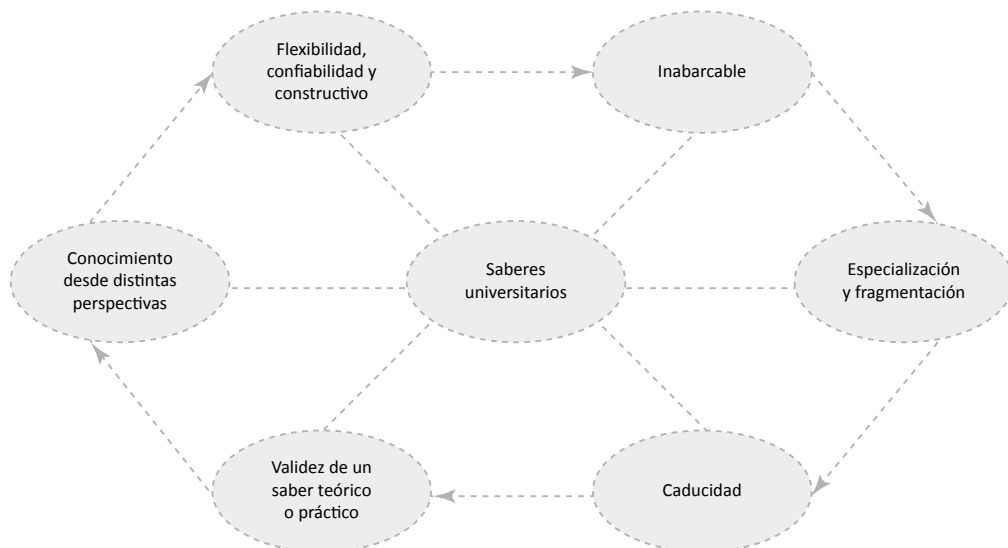 Flexibilidad,
confiabilidad y
constructivo
Inabarcable
Conocimiento
desde distintas
perspectivas
Saberes
universitarios
Especialización
y fragmentación
Validez de un
saber teórico
o práctico
Caducidad